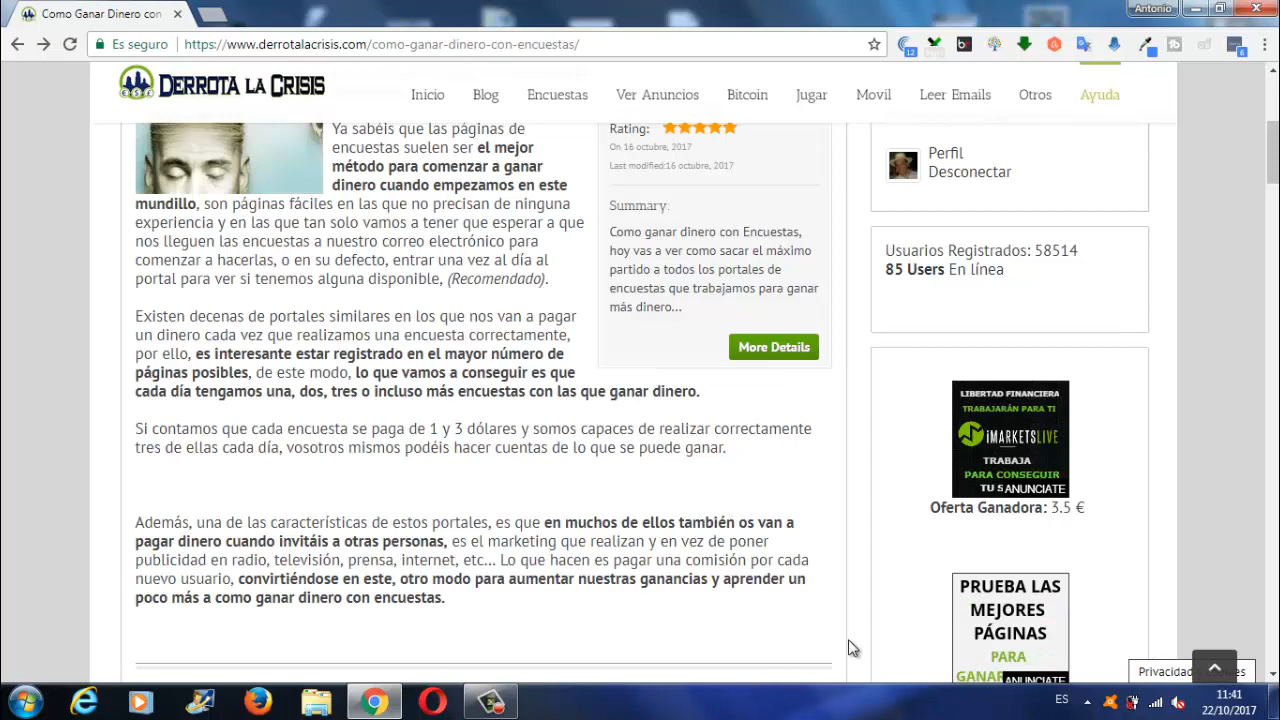 Como Ganar Dinero con
Antonio
Es seguro
https://www.derrotalacrisis.com/como-ganar-dinero-con-encuestas/
12
6
DERROTA LA CRISIS
Inicio
Blog
Encuestas
Ver Anuncios
Bitcoin
Jugar
Movil
Leer Emails
Otros
Ayuda
Ya sabéis que las páginas de
encuestas suelen ser el mejor
método para comenzar a ganar
dinero cuando empezamos en este
mundillo, son páginas fáciles en las que no precisan de ninguna
experiencia y en las que tan solo vamos a tener que esperar a que
nos lleguen las encuestas a nuestro correo electrónico para
comenzar a hacerlas, o en su defecto, entrar una vez al día al
portal para ver si tenemos alguna disponible, (Recomendado).
Existen decenas de portales similares en los que nos van a pagar
un dinero cada vez que realizamos una encuesta correctamente,
por ello, es interesante estar registrado en el mayor número de
páginas posibles, de este modo, lo que vamos a conseguir es que
cada día tengamos una, dos, tres o incluso más encuestas con las que ganar dinero.
Si contamos que cada encuesta se paga de 1 y 3 dólares y somos capaces de realizar correctamente
tres de ellas cada día, vosotros mismos podéis hacer cuentas de lo que se puede ganar.
Además, una de las características de estos portales, es que en muchos de ellos también os van a
pagar dinero cuando invitáis a otras personas, es el marketing que realizan y en vez de poner
publicidad en radio, televisión, prensa, internet, etc... Lo que hacen es pagar una comisión por cada
nuevo usuario, convirtiéndose en este, otro modo para aumentar nuestras ganancias y aprender un
poco más a como ganar dinero con encuestas.
Rating:
On 16 octubre, 2017
Last modified:16 octubre, 2017
Summary:
Como ganar dinero con Encuestas,
hoy vas a ver como sacar el máximo
partido a todos los portales de
encuestas que trabajamos para ganar
más dinero...
More Details
Perfil
Desconectar
Usuarios Registrados: 58514
85 Users En línea
LIBERTAD FINANCIERA
TRABAJARÁN PARA TI
iMARKETSLIVE
TRABAJA
PARA CONSEGUIR
TU S ANUNCIATE
Oferta Ganadora: 3.5 €
PRUEBA LAS
MEJORES
PÁGINAS
PARA
GANAR ANUNCIATE
Privacidad
ES
11:41
22/10/2017